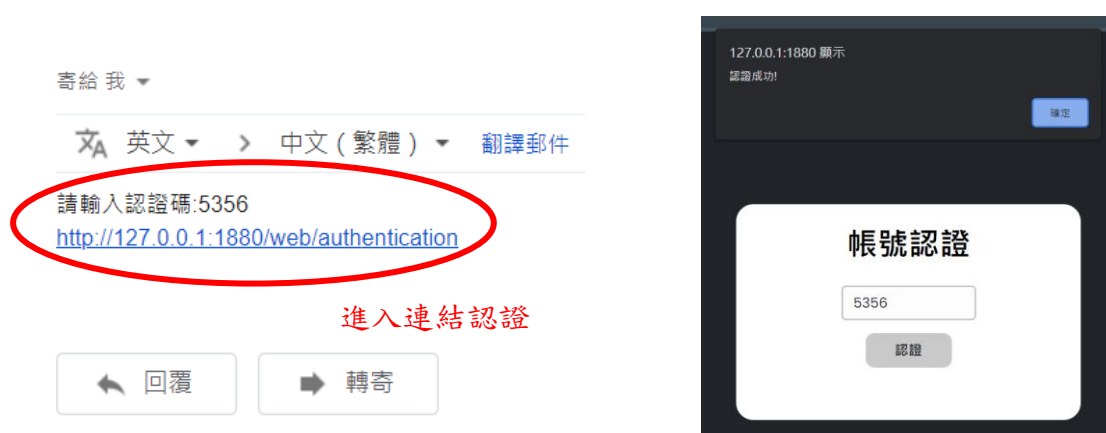 寄給 我
英文 > 中文 ( 繁體 ) 翻譯郵件
請輸入認證碼:5356
http://127.0.0.1:1880/web/authentication
進入連結認證
回覆
轉寄
127.0.0.1:1880 顯示
認證成功!
確定
帳號認證
5356
認證